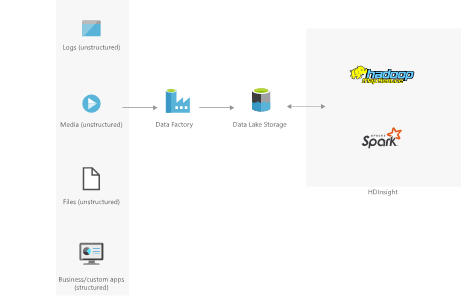 Logs (unstructured)
hadoop
Media (unstructured)
Data Factory
Data Lake Storage
APACHE
Spark
Files (unstructured)
HDInsight
Business/custom apps
(structured)